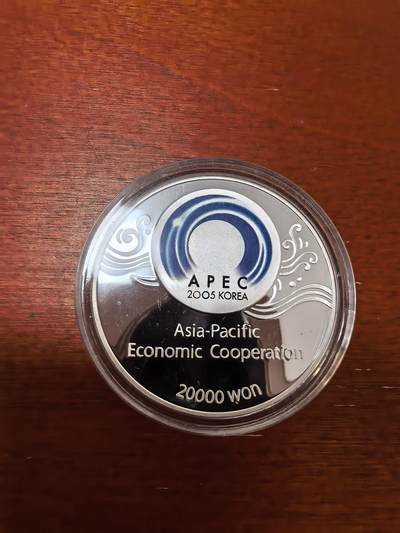 APEC
2005 KOREA
Asia-Pacific
Economic Cooperation
20000 won